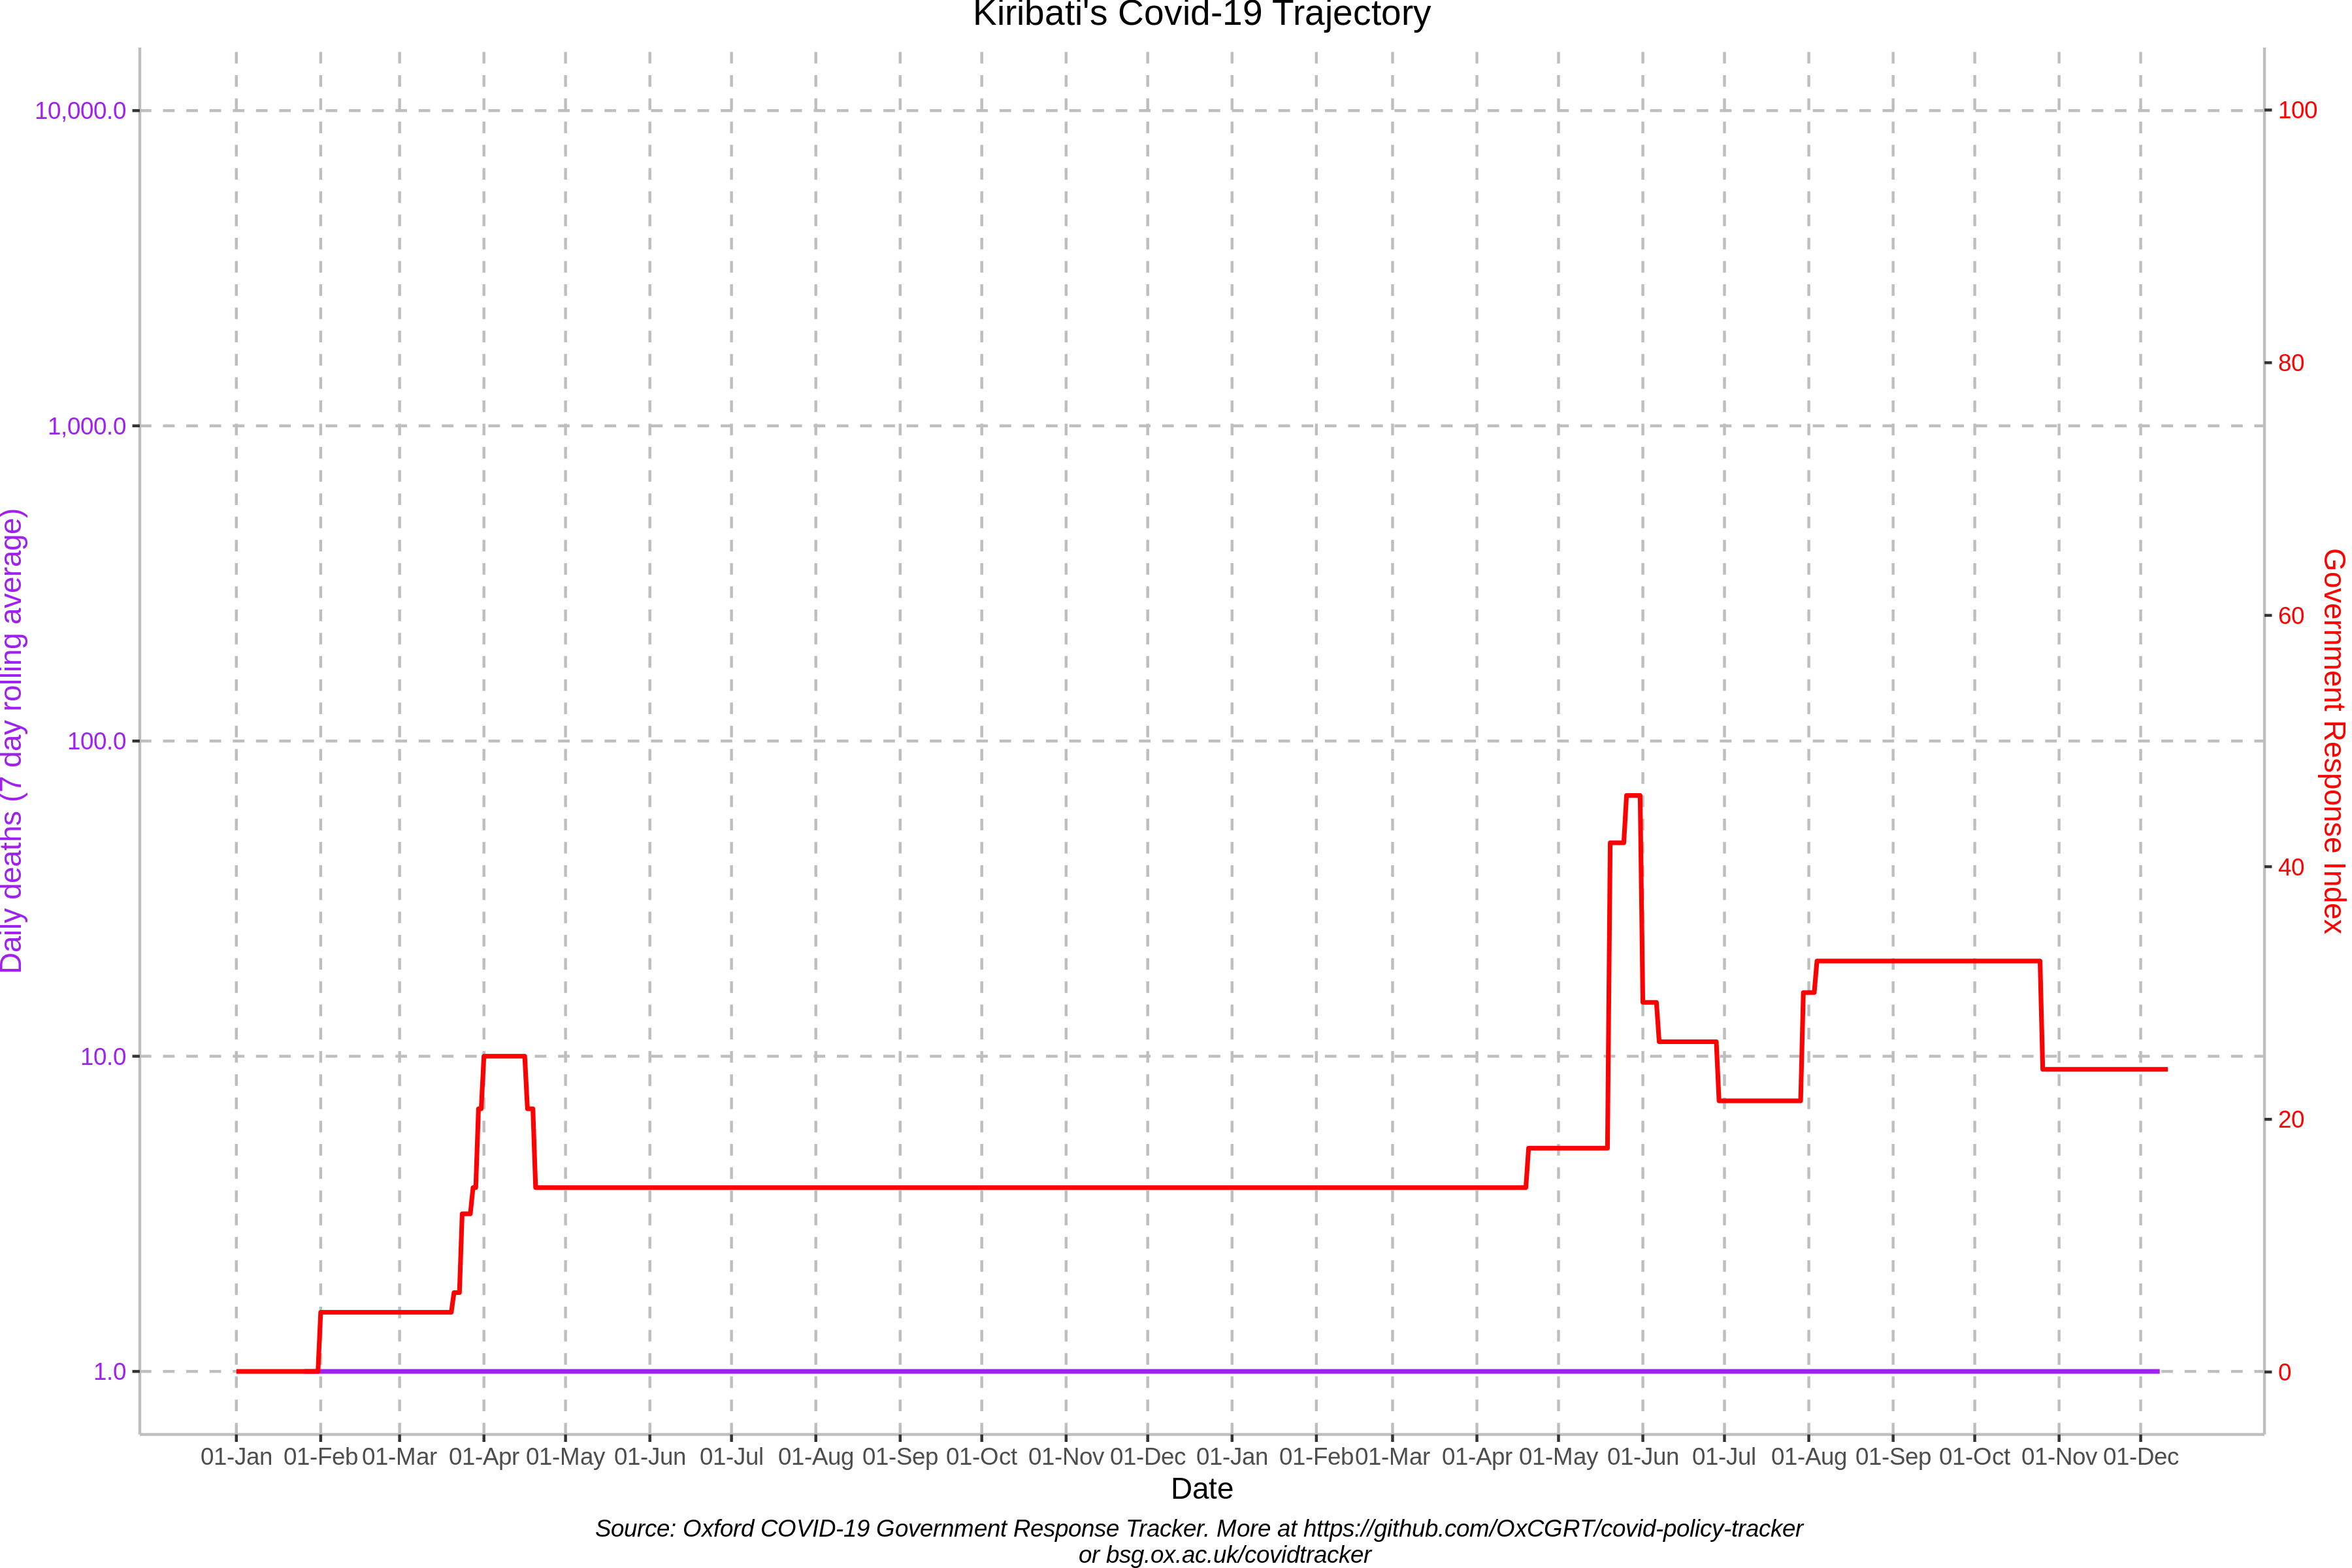 Kiribati's Covid-19 Trajectory
10,000.0
1,000.0
100.0
10.0
1.0
Daily deaths (7 day rolling average)
100
80
60
40
20
0
Government Response Index
01-Jan 01-Feb 01-Mar 01-Apr 01-May 01-Jun 01-Jul 01-Aug 01-Sep 01-Oct 01-Nov 01-Dec 01-Jan 01-Feb 01-Mar 01-Apr 01-May 01-Jun 01-Jul 01-Aug 01-Sep 01-Oct 01-Nov 01-Dec
Date
Source: Oxford COVID-19 Government Response Tracker. More at https://github.com/OxCGRT/covid-policy-tracker
or bsg.ox.ac.uk/covidtracker